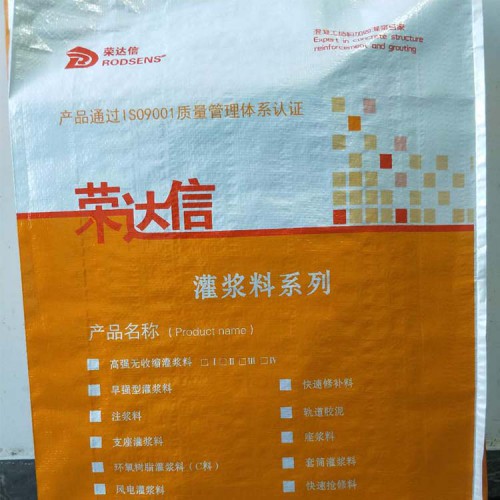 荣达信
RODSENS
混凝土结构加固灌浆专家
Expert in concrete structure
reinforcement and grouting
产品通过ISO9001质量管理体系认证
荣达信
灌浆料系列
产品名称（Product name）
高强无收缩灌浆料 □I□II□III□IV
早强型灌浆料
快速修补料
注浆料
轨道胶泥
支座灌浆料
座浆料
环氧树脂灌浆料（C料）
套筒灌浆料
风电灌浆料
快速抢修料